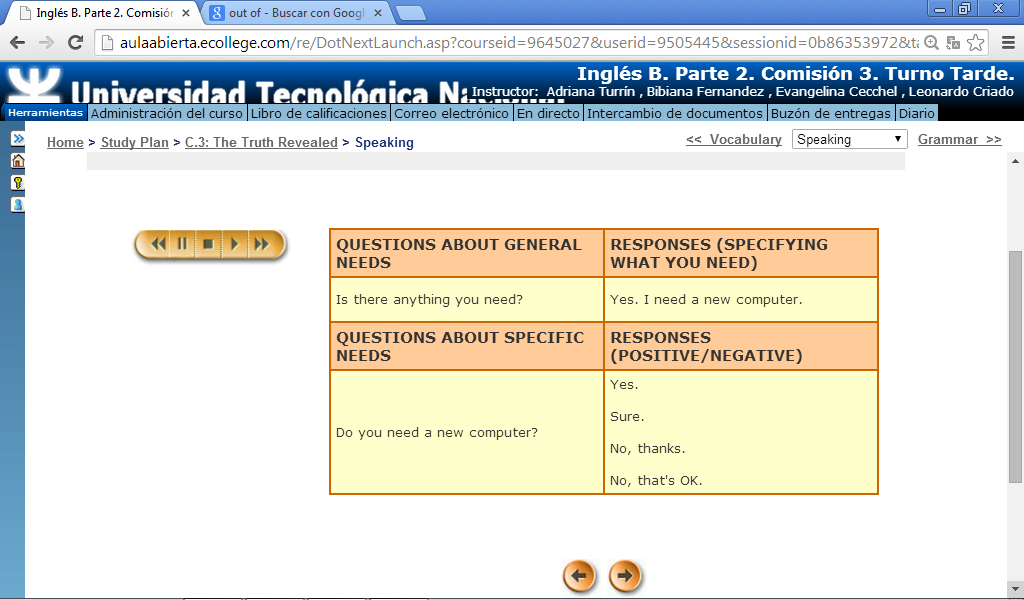 Inglés B. Parte 2. Comisión
out of - Buscar con Googl
aulaabierta.ecollege.com/re/DotNextLaunch.asp?courseid=9645027&userid=9505445&sessionid=0b86353972&ta
Inglés B. Parte 2. Comisión 3. Turno Tarde.
Universidad Tecnológica Na
Instructor: Adriana Turrín , Bibiana Fernandez , Evangelina Cecchel , Leonardo Criado
Herramientas Administración del curso Libro de calificaciones Correo electrónico En directo Intercambio de documentos Buzón de entregas Diario
Home > Study Plan > C.3: The Truth Revealed > Speaking << Vocabulary Speaking Grammar >>
QUESTIONS ABOUT GENERAL
NEEDS
RESPONSES (SPECIFYING
WHAT YOU NEED)
Is there anything you need?
Yes. I need a new computer.
QUESTIONS ABOUT SPECIFIC
NEEDS
RESPONSES
(POSITIVE/NEGATIVE)
Do you need a new computer?
Yes.
Sure.
No, thanks.
No, that's OK.